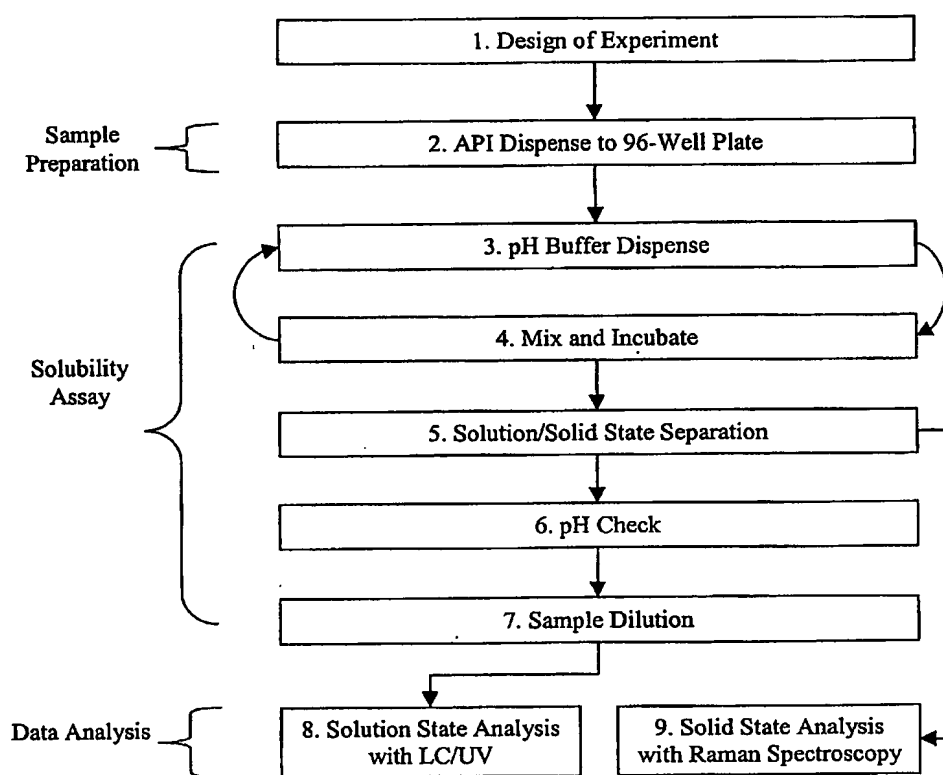 1. Design of Experiment
Sample
Preparation
2. API Dispense to 96-Well Plate
3. pH Buffer Dispense
4. Mix and Incubate
Solubility
Assay
5. Solution/Solid State Separation
6. pH Check
7. Sample Dilution
Data Analysis
8. Solution State Analysis
with LC/UV
9. Solid State Analysis
with Raman Spectroscopy